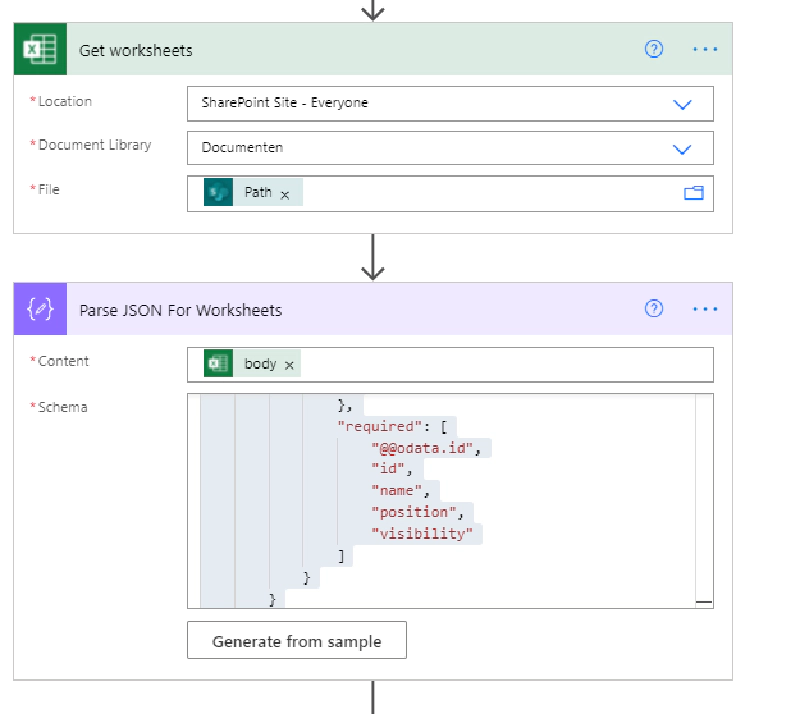 Get worksheets
?
...
*Location
SharePoint Site - Everyone
*Document Library
Documenten
*File
Path ×
Parse JSON For Worksheets
?
...
*Content
body ×
*Schema
},
"required": [
"@@odata.id",
"id",
"name",
"position",
"visibility"
]
}
}
Generate from sample